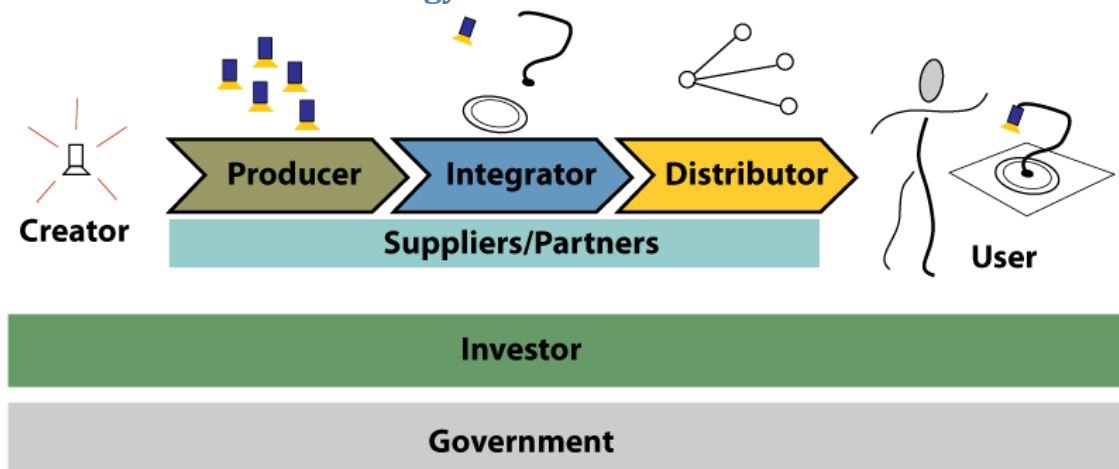 Creator
Producer
Integrator
Distributor
Suppliers/Partners
User
Investor
Government